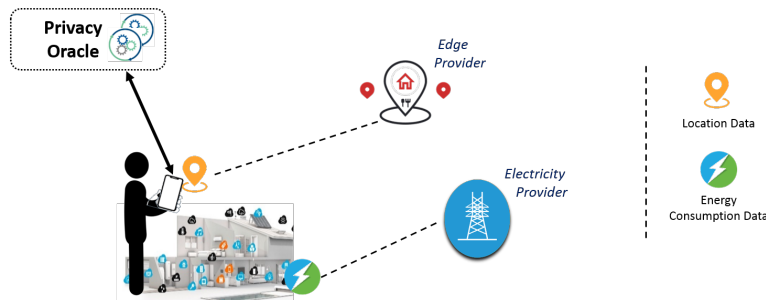 Privacy
Oracle
Edge
Provider
Location Data
Electricity
Provider
Energy
Consumption Data